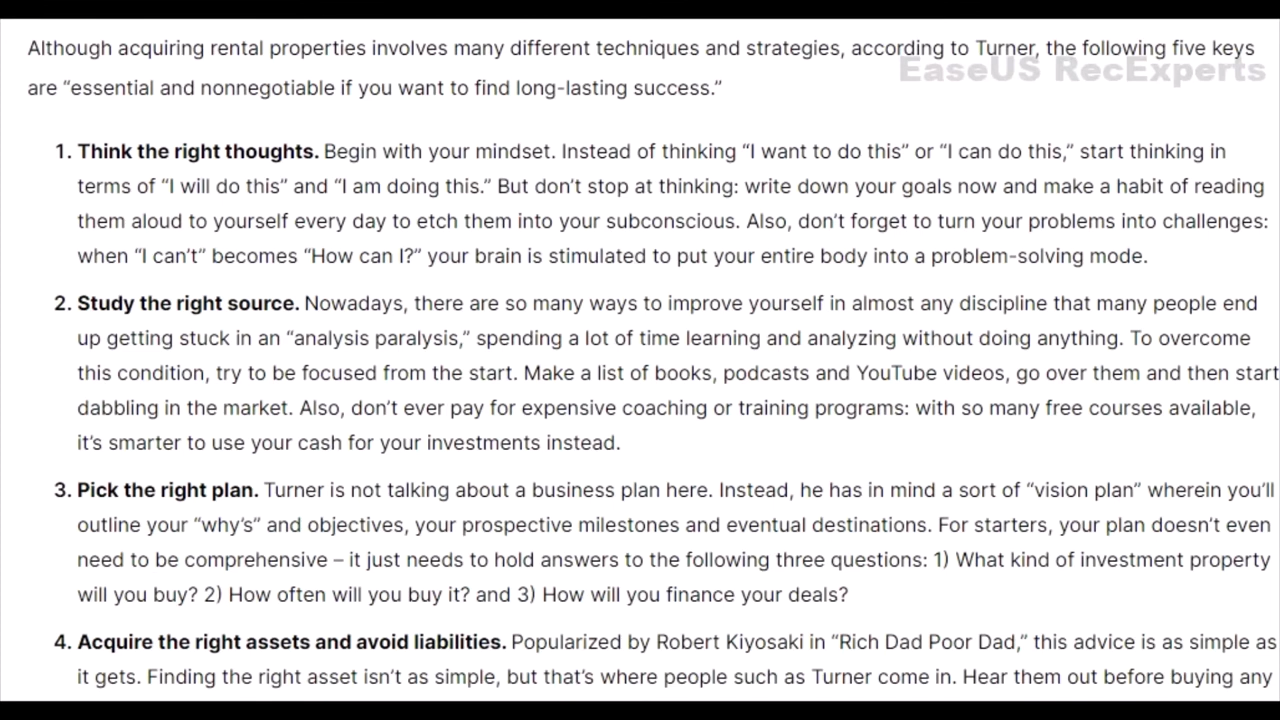 Although acquiring rental properties involves many different techniques and strategies, according to Turner, the following five keys
EaseUS RecExperts
are “essential and nonnegotiable if you want to find long-lasting success.”
1. Think the right thoughts. Begin with your mindset. Instead of thinking “I want to do this” or “I can do this,” start thinking in
terms of “I will do this” and “I am doing this.” But don’t stop at thinking: write down your goals now and make a habit of reading
them aloud to yourself every day to etch them into your subconscious. Also, don’t forget to turn your problems into challenges:
when “I can’t” becomes “How can I?” your brain is stimulated to put your entire body into a problem-solving mode.
2. Study the right source. Nowadays, there are so many ways to improve yourself in almost any discipline that many people end
up getting stuck in an “analysis paralysis,” spending a lot of time learning and analyzing without doing anything. To overcome
this condition, try to be focused from the start. Make a list of books, podcasts and YouTube videos, go over them and then start
dabbling in the market. Also, don’t ever pay for expensive coaching or training programs: with so many free courses available,
it’s smarter to use your cash for your investments instead.
3. Pick the right plan. Turner is not talking about a business plan here. Instead, he has in mind a sort of “vision plan” wherein you’ll
outline your “why’s” and objectives, your prospective milestones and eventual destinations. For starters, your plan doesn’t even
need to be comprehensive – it just needs to hold answers to the following three questions: 1) What kind of investment property
will you buy? 2) How often will you buy it? and 3) How will you finance your deals?
4. Acquire the right assets and avoid liabilities. Popularized by Robert Kiyosaki in “Rich Dad Poor Dad,” this advice is as simple as
it gets. Finding the right asset isn’t as simple, but that’s where people such as Turner come in. Hear them out before buying any